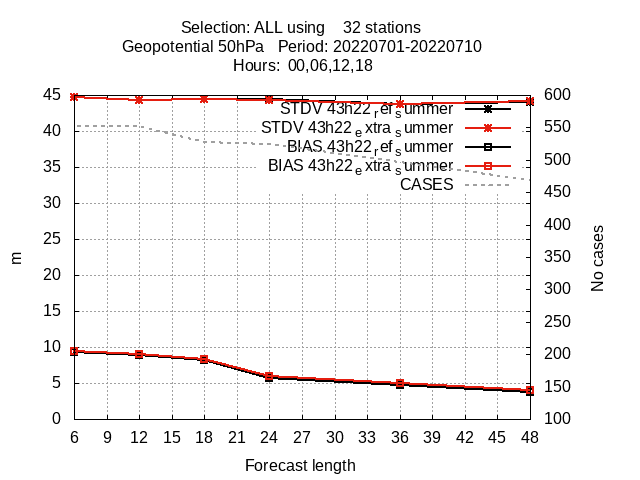 Selection: ALL using    32 stations
Geopotential 50hPa   Period: 20220701-20220710
Hours:  00,06,12,18
45
40
35
30
25
20
15
10
5
0
m
600
550
500
450
400
350
300
250
200
150
100
No cases
STDV 43h22_ref_summer
STDV 43h22_extra_summer
BIAS 43h22_ref_summer
BIAS 43h22_extra_summer
CASES
6 9 12 15 18 21 24 27 30 33 36 39 42 45 48
Forecast length